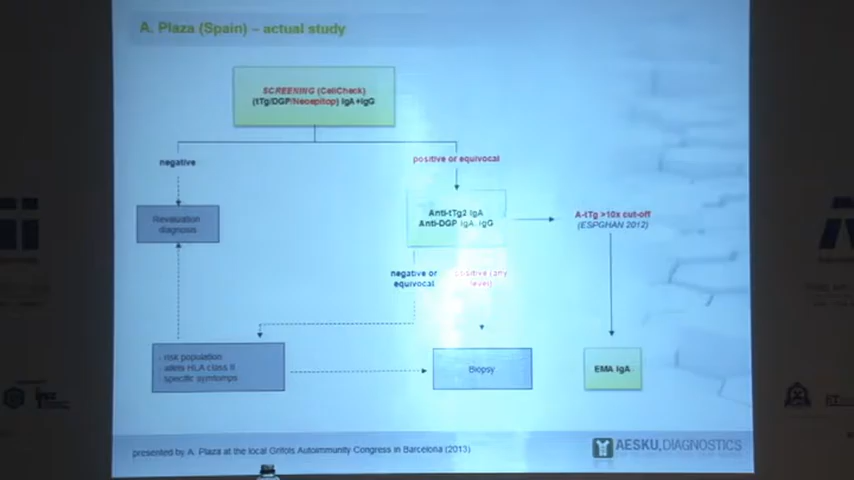 A. Plaza (Spain) – actual study
SCREENING (CeliCheck)
(tTg/DGP/Neoepitop) IgA+IgG
negative
positive or equivocal
Revaluation
diagnosis
Anti-tTg2 IgA
Anti-DGP IgA, IgG
A-tTg >10x cut-off
(ESPGHAN 2012)
negative or
equivocal
positive (any
level)
- risk population
- allels HLA class II
- specific symtomps
Biopsy
EMA IgA
presented by A. Plaza at the local Grifols Autoimmunity Congress in Barcelona (2013)
AESKU.DIAGNOSTICS